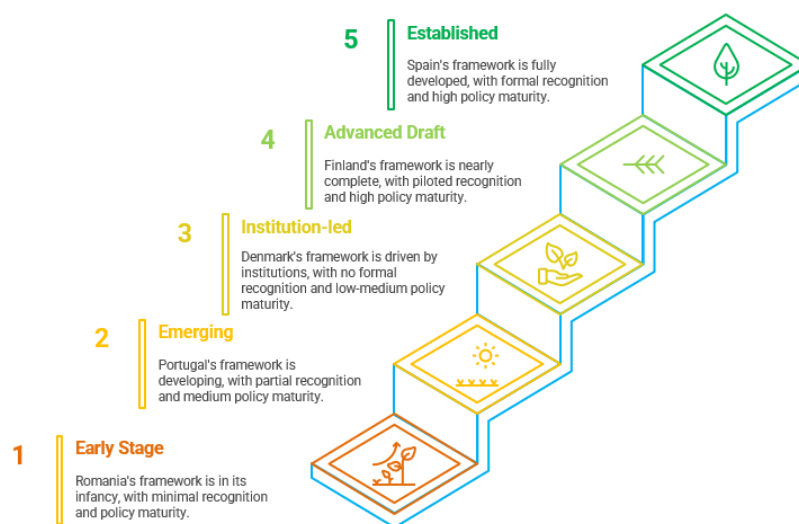 5
Established
Spain's framework is fully
developed, with formal recognition
and high policy maturity.
4
Advanced Draft
Finland's framework is nearly
complete, with piloted recognition
and high policy maturity.
3
Institution-led
Denmark's framework is driven by
institutions, with no formal
recognition and low-medium policy
maturity.
2
Emerging
Portugal's framework is
developing, with partial recognition
and medium policy maturity.
1
Early Stage
Romania's framework is in its
infancy, with minimal recognition
and policy maturity.